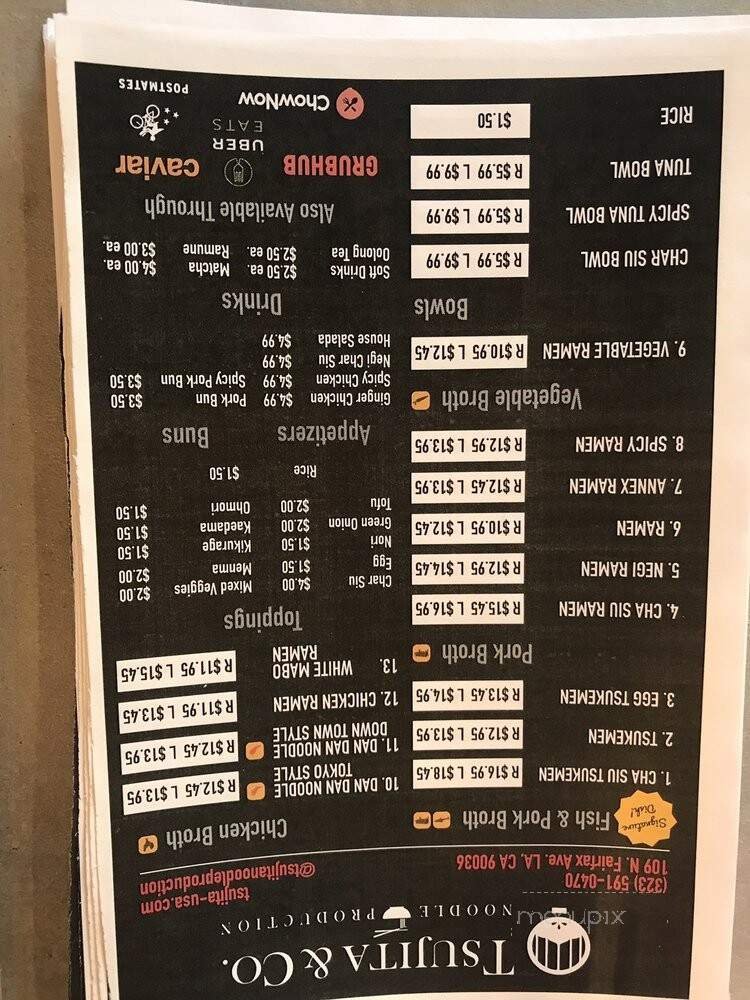 TSUJITA & CO.
NOODLE PRODUCTION
menupix
(323) 591-0470
109 N. Fairfax Ave. LA, CA 90036
tsujita-usa.com
@tsujitanoodleproduction
Signature Dish!
Fish & Pork Broth
1. CHA SIU TSUKEMEN R $16.95 L $18.45
2. TSUKEMEN R $12.95 L $13.95
3. EGG TSUKEMEN R $13.45 L $14.95
Pork Broth
4. CHA SIU RAMEN R $15.45 L $16.95
5. NEGI RAMEN R $12.95 L $14.45
6. RAMEN R $10.95 L $12.45
7. ANNEX RAMEN R $12.45 L $13.95
8. SPICY RAMEN R $12.95 L $13.95
Vegetable Broth
9. VEGETABLE RAMEN R $10.95 L $12.45
Bowls
CHAR SIU BOWL R $5.99 L $9.99
SPICY TUNA BOWL R $5.99 L $9.99
TUNA BOWL R $5.99 L $9.99
RICE $1.50
Chicken Broth
10. DAN DAN NOODLE TOKYO STYLE R $12.45 L $13.95
11. DAN DAN NOODLE DOWN TOWN STYLE R $12.45 L $13.95
12. CHICKEN RAMEN R $11.95 L $13.45
13. WHITE MABO RAMEN R $11.95 L $15.45
Toppings
Char Siu $4.00 Mixed Veggies $2.00
Egg $1.50 Menma $2.00
Nori $1.50 Kikurage $1.50
Green Onion $2.00 Kaedama $1.50
Tofu $2.00 Ohmori $1.50
Rice $1.50
Appetizers Buns
Ginger Chicken $4.99 Pork Bun $3.50
Spicy Chicken $4.99 Spicy Pork Bun $3.50
Negi Char Siu $4.99
House Salada $4.99
Drinks
Soft Drinks $2.50 ea. Matcha $4.00 ea.
Oolong Tea $2.50 ea. Ramune $3.00 ea.
Also Available Through
GRUBHUB UBER EATS caviar
ChowNow POSTMATES